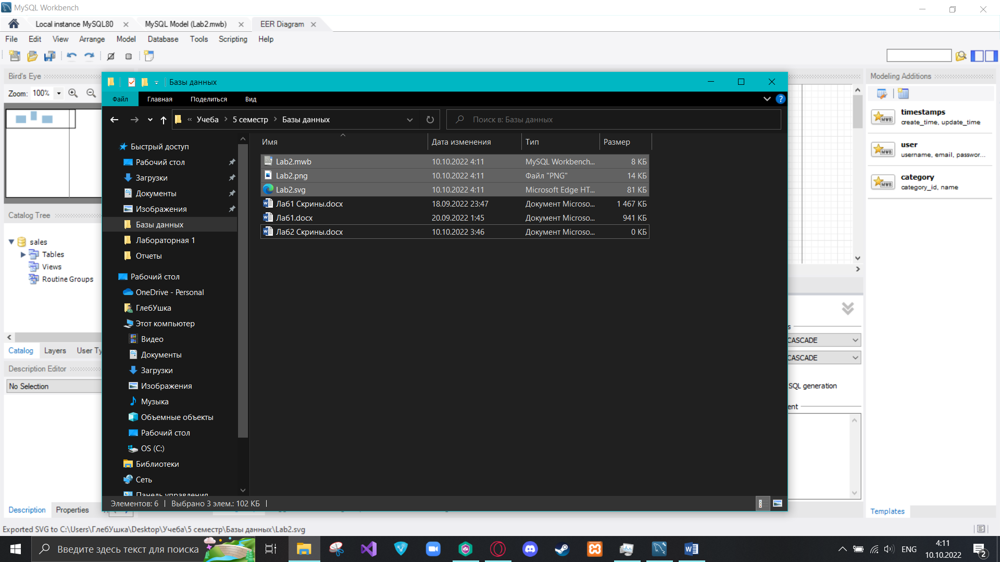 MySQL Workbench
Local instance MySQL80
MySQL Model (Lab2.mwb)
EER Diagram
File Edit View Arrange Model Database Tools Scripting Help
Bird's Eye
Zoom: 100%
Базы данных
Файл Главная Поделиться Вид
« Учеба > 5 семестр > Базы данных
Поиск в: Базы данных
Быстрый доступ
Рабочий стол
Загрузки
Документы
Изображения
Базы данных
Лабораторная 1
Отчеты
Рабочий стол
OneDrive - Personal
ГлебУшка
Этот компьютер
Видео
Документы
Загрузки
Изображения
Музыка
Объемные объекты
Рабочий стол
OS (C:)
Библиотеки
Сеть
Панель управления
Имя Дата изменения Тип Размер
Lab2.mwb 10.10.2022 4:11 MySQL Workbench... 8 КБ
Lab2.png 10.10.2022 4:11 Файл "PNG" 14 КБ
Lab2.svg 10.10.2022 4:11 Microsoft Edge HT... 81 КБ
Лаб1 Скрины.docx 18.09.2022 23:47 Документ Microso... 1 467 КБ
Лаб1.docx 20.09.2022 1:45 Документ Microso... 941 КБ
Лаб2 Скрины.docx 10.10.2022 3:46 Документ Microso... 0 КБ
Элементов: 6 Выбрано 3 элем.: 102 КБ
Catalog Tree
sales
Tables
Views
Routine Groups
Catalog Layers User Ty
Description Editor
No Selection
Description Properties
Modeling Additions
timestamps
create_time, update_time
user
username, email, passwor...
category
category_id, name
s
CASCADE
CASCADE
SQL generation
ent
Templates
Exported SVG to C:\Users\ГлебУшка\Desktop\Учеба\5 семестр\Базы данных\Lab2.svg
Введите здесь текст для поиска
ENG
4:11
10.10.2022
2